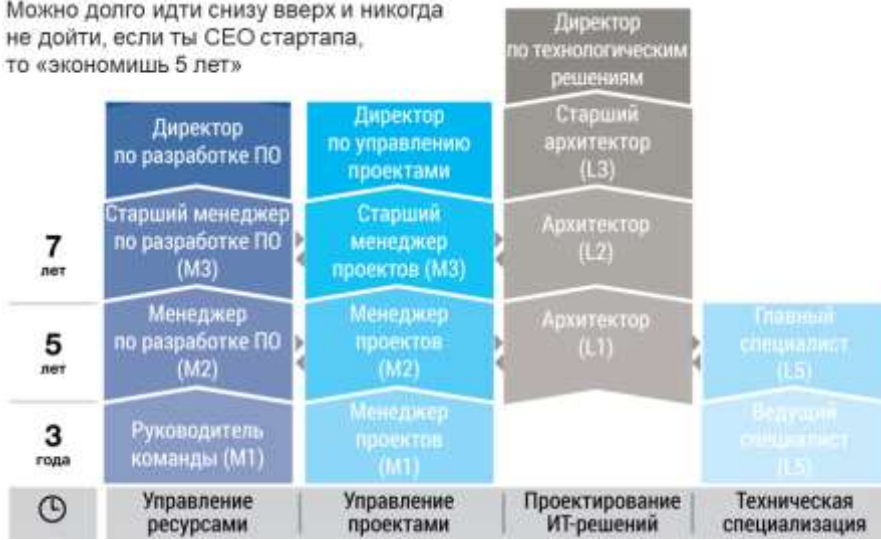 Можно долго идти снизу вверх и никогда
не дойти, если ты CEO стартапа,
то «экономишь 5 лет»
Директор
по технологическим
решениям
Директор
по разработке ПО
Директор
по управлению
проектами
Старший
архитектор
(L3)
7
лет
Старший менеджер
по разработке ПО
(M3)
Старший
менеджер
проектов (M3)
Архитектор
(L2)
5
лет
Менеджер
по разработке ПО
(M2)
Менеджер
проектов
(M2)
Архитектор
(L1)
Главный
специалист
(L5)
3
года
Руководитель
команды (M1)
Менеджер
проектов
(M1)
Ведущий
специалист
(L5)
Управление
ресурсами
Управление
проектами
Проектирование
ИТ-решений
Техническая
специализация